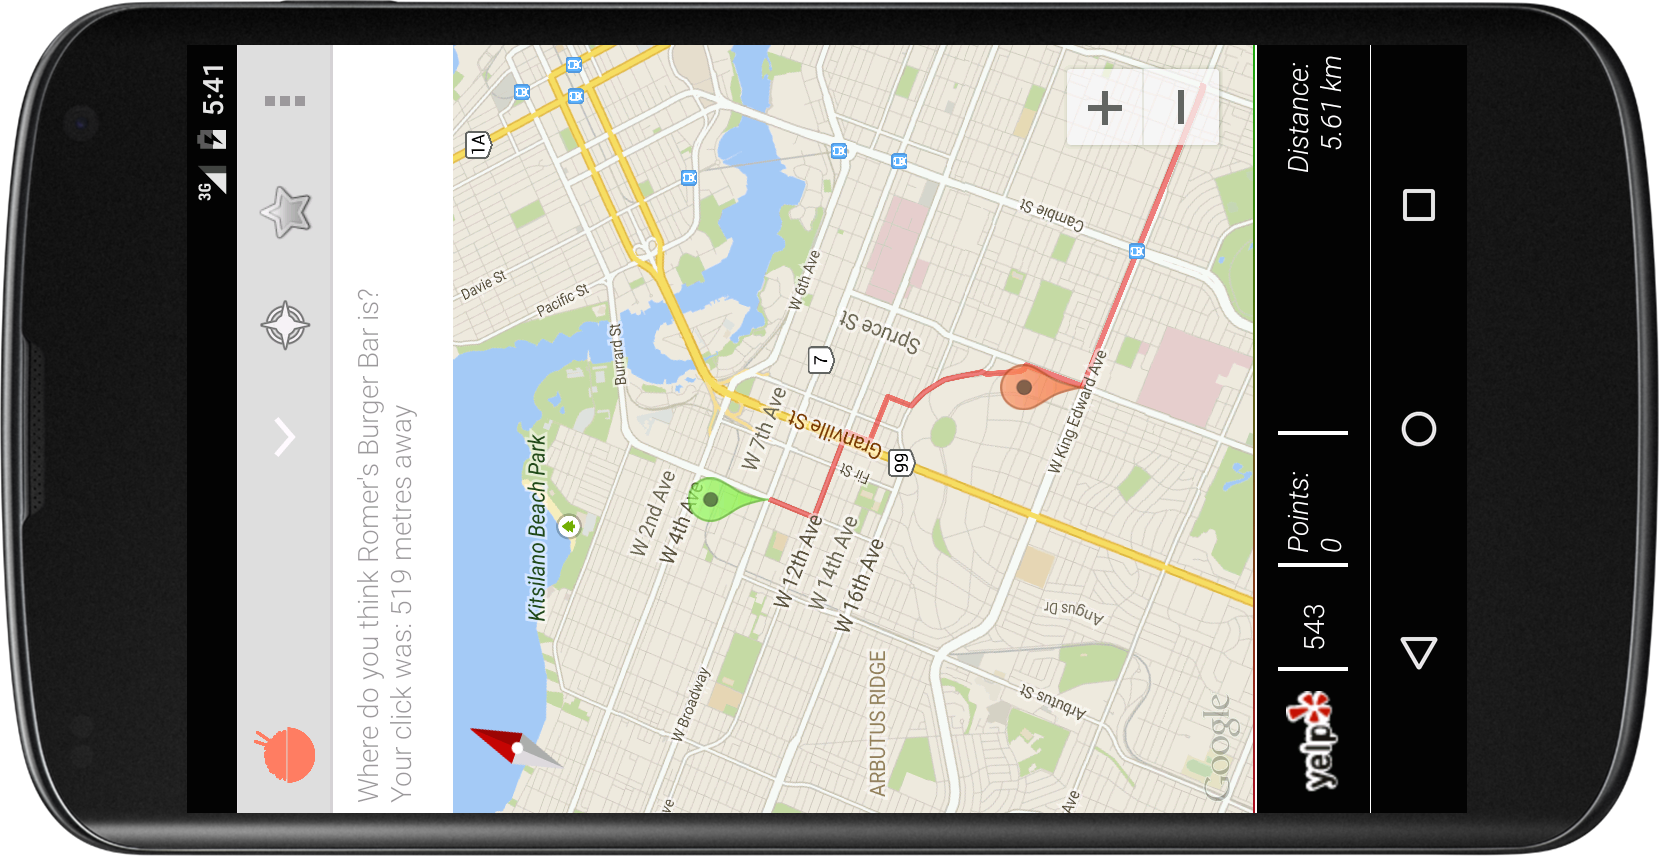 3G 5:41
Where do you think Romer's Burger Bar is?
Your click was: 519 metres away
1A
Davie St
Pacific St
Burrard St
Kitsilano Beach Park
W 2nd Ave
W 4th Ave
W 6th Ave
W 7th Ave
7
Spruce St
Cambie St
Granville St
Fir St
99
W 12th Ave
W 14th Ave
W 16th Ave
W Broadway
W King Edward Ave
Angus Dr
Arbutus St
ARBUTUS RIDGE
ve
Ave
Google
+
−
yelp
543
Points:
0
Distance:
5.61 km